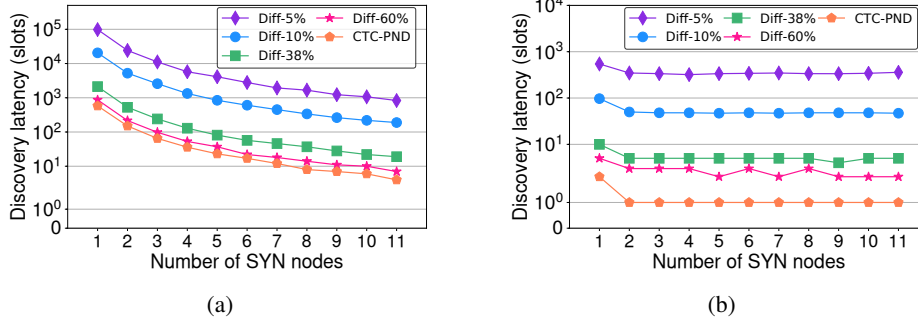 Discovery latency (slots)
10^5
10^4
10^3
10^2
10^1
10^0
0
Diff-5%
Diff-10%
Diff-38%
Diff-60%
CTC-PND
1 2 3 4 5 6 7 8 9 10 11
Number of SYN nodes
(a)
Discovery latency (slots)
10^4
10^3
10^2
10^1
10^0
0
Diff-5%
Diff-10%
Diff-38%
Diff-60%
CTC-PND
1 2 3 4 5 6 7 8 9 10 11
Number of SYN nodes
(b)